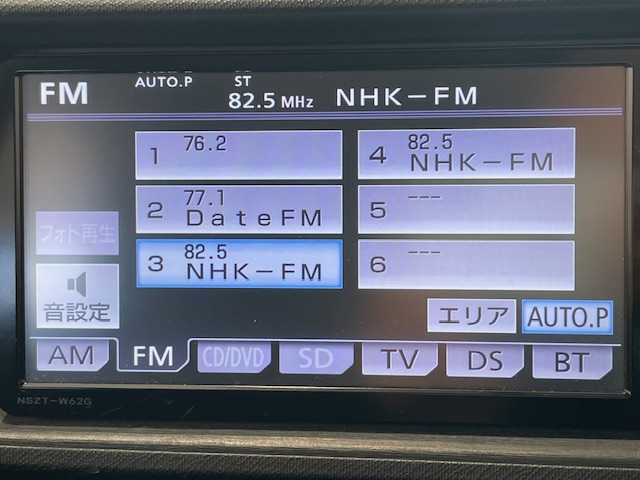 FM AUTO.P ST 82.5 MHz NHK-FM
1 76.2
2 77.1 DateFM
3 82.5 NHK-FM
4 82.5 NHK-FM
5 ---
6 ---
フォト再生
音設定
エリア AUTO.P
AM FM CD/DVD SD TV DS BT
NSZT-W62G